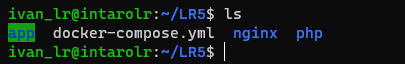 ivan_lr@intarolr:~/LR5$ ls
app  docker-compose.yml  nginx  php
ivan_lr@intarolr:~/LR5$